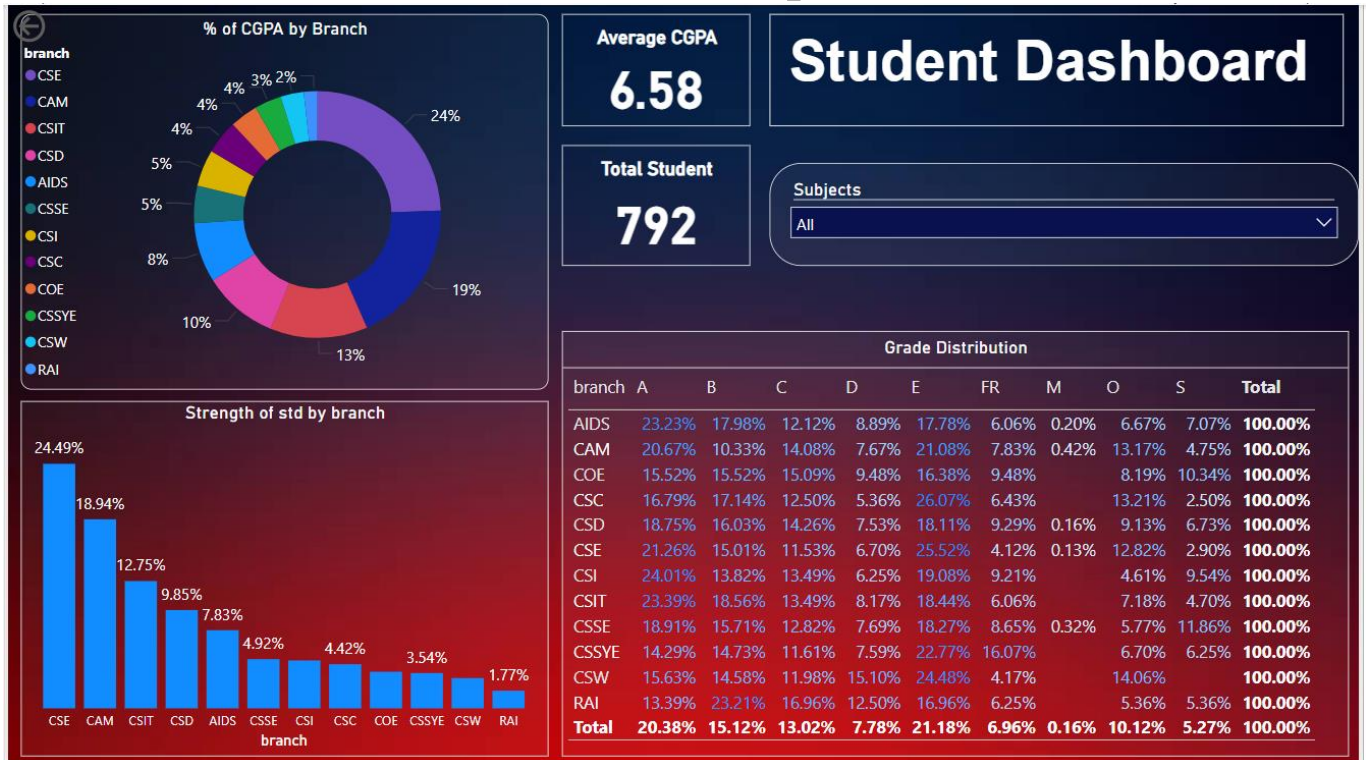 % of CGPA by Branch
branch
CSE
CAM
CSIT
CSD
AIDS
CSSE
CSI
CSC
COE
CSSYE
CSW
RAI
24%
19%
13%
10%
8%
5%
5%
4%
4%
4%
3%
2%
Average CGPA
6.58
Student Dashboard
Total Student
792
Subjects
All
Strength of std by branch
24.49%
18.94%
12.75%
9.85%
7.83%
4.92%
4.42%
3.54%
1.77%
CSE CAM CSIT CSD AIDS CSSE CSI CSC COE CSSYE CSW RAI
branch
Grade Distribution
branch A B C D E FR M O S Total
AIDS 23.23% 17.98% 12.12% 8.89% 17.78% 6.06% 0.20% 6.67% 7.07% 100.00%
CAM 20.67% 10.33% 14.08% 7.67% 21.08% 7.83% 0.42% 13.17% 4.75% 100.00%
COE 15.52% 15.52% 15.09% 9.48% 16.38% 9.48% 8.19% 10.34% 100.00%
CSC 16.79% 17.14% 12.50% 5.36% 26.07% 6.43% 13.21% 2.50% 100.00%
CSD 18.75% 16.03% 14.26% 7.53% 18.11% 9.29% 0.16% 9.13% 6.73% 100.00%
CSE 21.26% 15.01% 11.53% 6.70% 25.52% 4.12% 0.13% 12.82% 2.90% 100.00%
CSI 24.01% 13.82% 13.49% 6.25% 19.08% 9.21% 4.61% 9.54% 100.00%
CSIT 23.39% 18.56% 13.49% 8.17% 18.44% 6.06% 7.18% 4.70% 100.00%
CSSE 18.91% 15.71% 12.82% 7.69% 18.27% 8.65% 0.32% 5.77% 11.86% 100.00%
CSSYE 14.29% 14.73% 11.61% 7.59% 22.77% 16.07% 6.70% 6.25% 100.00%
CSW 15.63% 14.58% 11.98% 15.10% 24.48% 4.17% 14.06% 100.00%
RAI 13.39% 23.21% 16.96% 12.50% 16.96% 6.25% 5.36% 5.36% 100.00%
Total 20.38% 15.12% 13.02% 7.78% 21.18% 6.96% 0.16% 10.12% 5.27% 100.00%